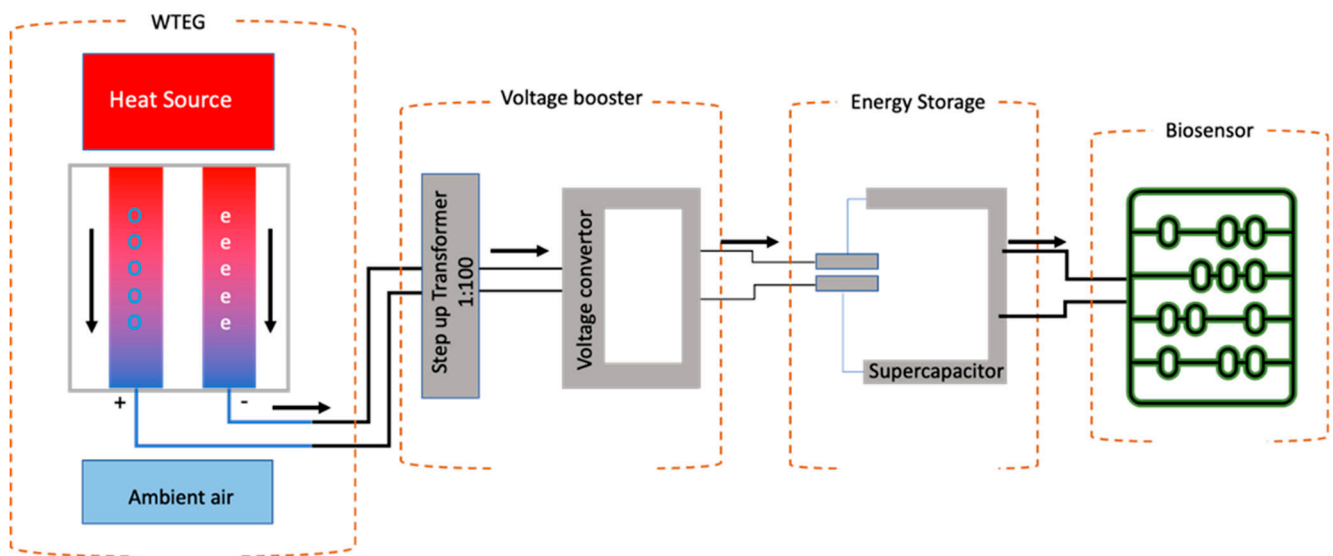 WTEG
Heat Source
O
O
O
O
O
e
e
e
e
e
+
-
Ambient air
Voltage booster
Step up Transformer
1:100
Voltage convertor
Energy Storage
Supercapacitor
Biosensor